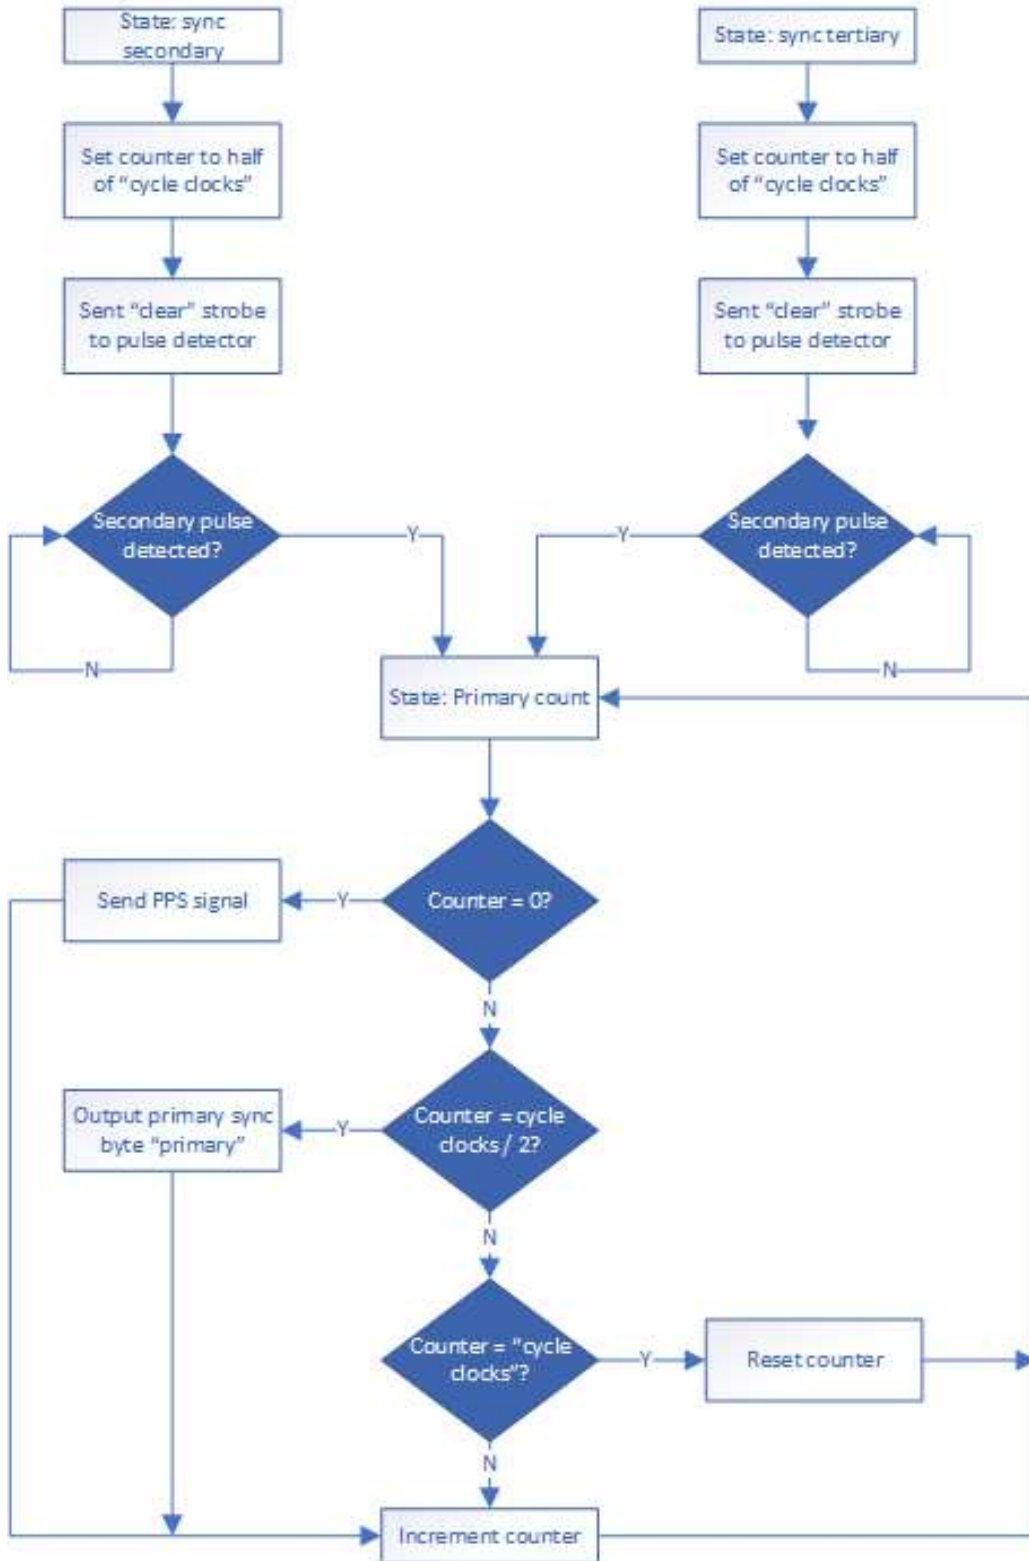 State: sync
secondary
State: sync tertiary
Set counter to half
of “cycle clocks”
Set counter to half
of “cycle clocks”
Sent “clear” strobe
to pulse detector
Sent “clear” strobe
to pulse detector
Secondary pulse
detected?
Y
N
Secondary pulse
detected?
Y
N
State: Primary count
Counter = 0?
Y
Send PPS signal
N
Counter = cycle
clocks / 2?
Y
Output primary sync
byte “primary”
N
Counter = “cycle
clocks”?
Y
Reset counter
N
Increment counter